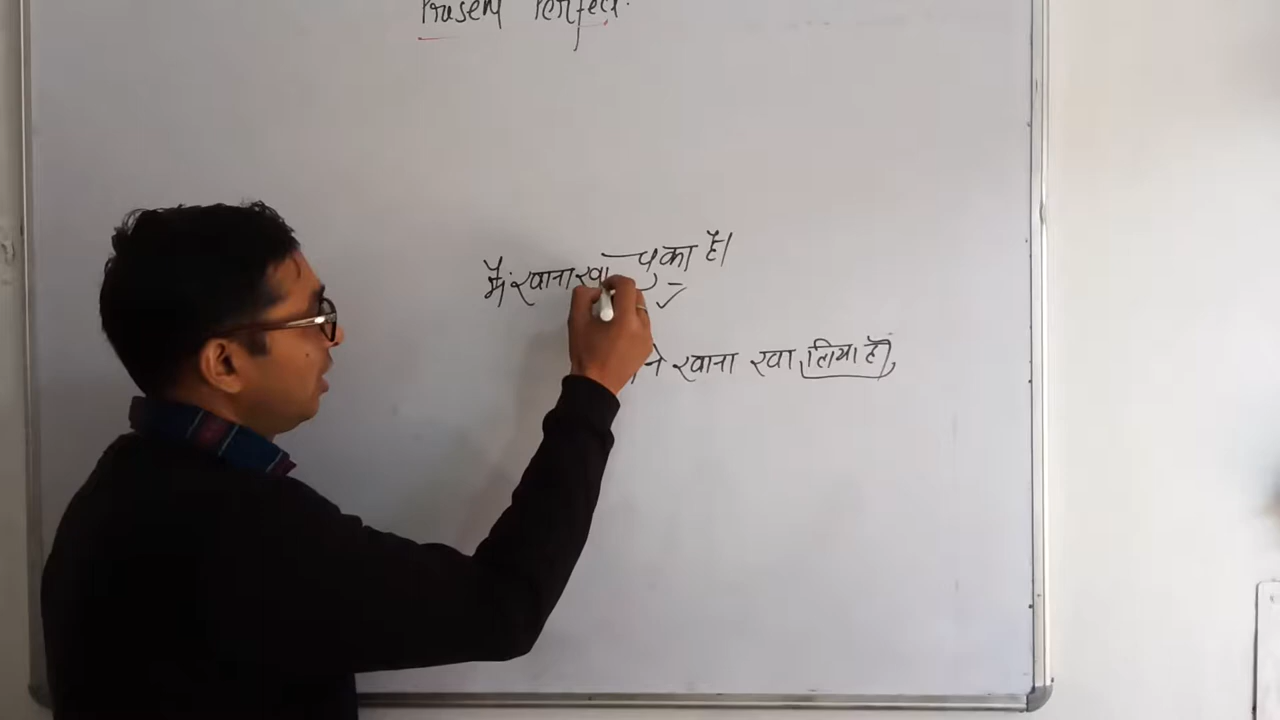 Present Perfect.
मैं खाना खा चुका हूँ।
ने खाना खा लिया है।